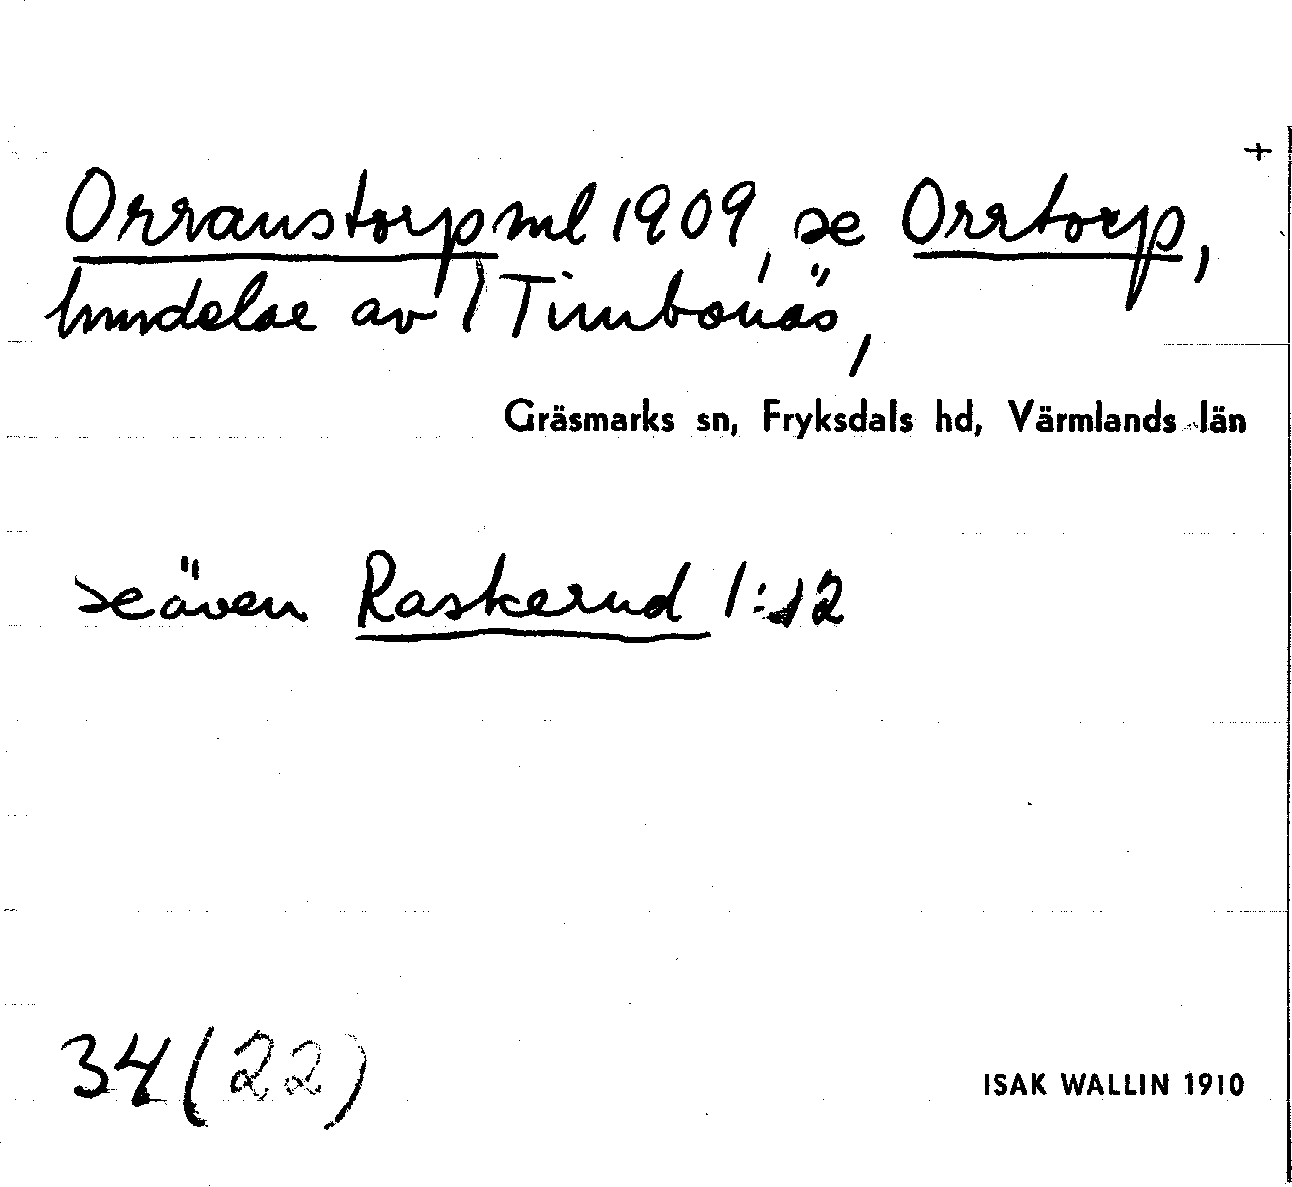 +
Orranstorp ml 1909, se Orrtorp,
hmdelae av 1 Timbonäs,
Gräsmarks sn, Fryksdals hd, Värmlands län
se även Raskerud 1:12
34 (22)
ISAK WALLIN 1910